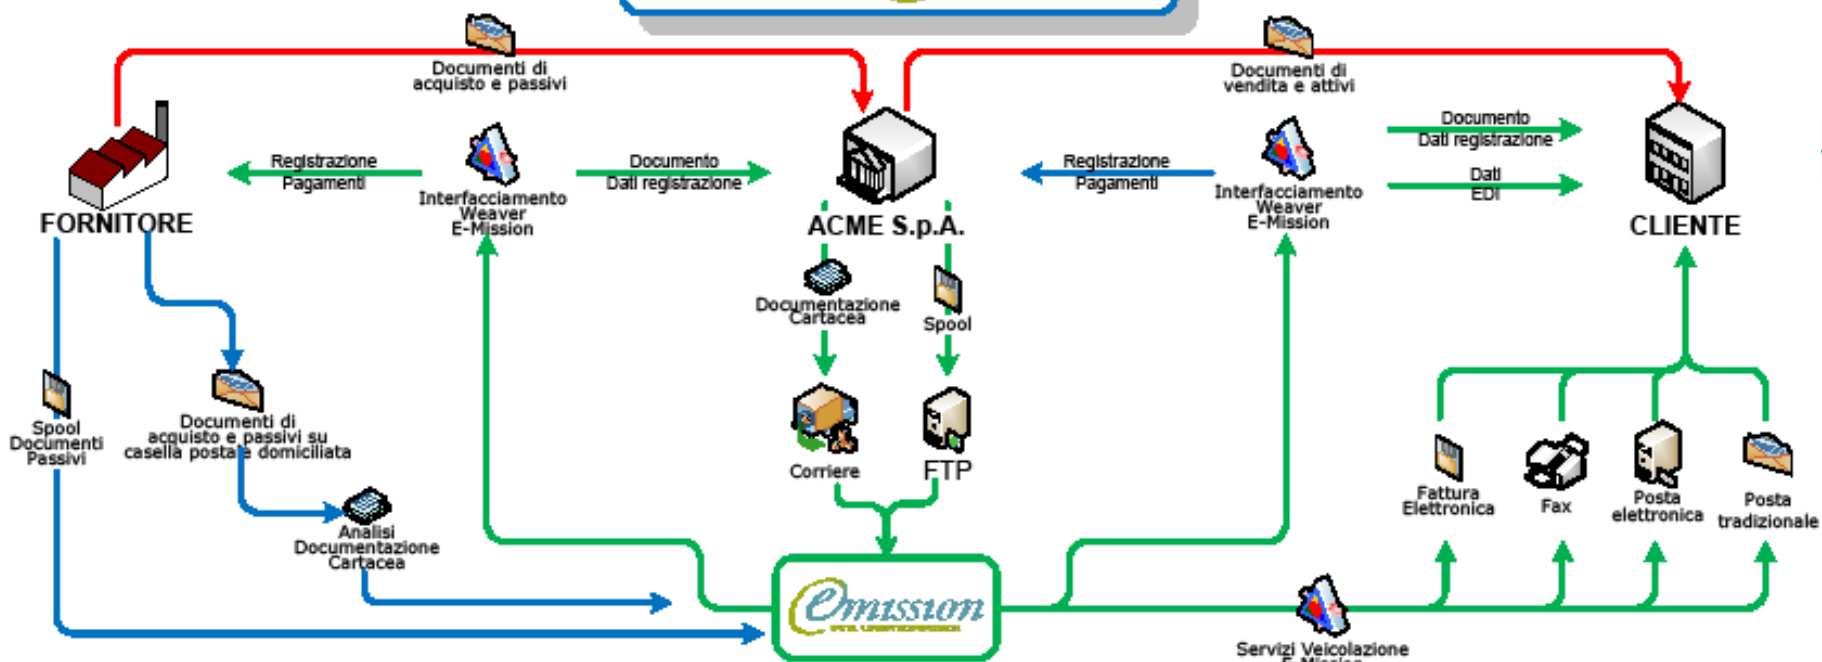 Documenti di
acquisto e passivi
Documenti di
vendita e attivi
Registrazione
Pagamenti
Interfacciamento
Weaver
E-Mission
Documento
Dati registrazione
Registrazione
Pagamenti
Interfacciamento
Weaver
E-Mission
Documento
Dati registrazione
Dati
EDI
FORNITORE
ACME S.p.A.
CLIENTE
Documentazione
Cartacea
Spool
Spool
Documenti
Passivi
Documenti di
acquisto e passivi su
casella postale domiciliata
Corriere
FTP
Fattura
Elettronica
Fax
Posta
elettronica
Posta
tradizionale
Analisi
Documentazione
Cartacea
emission
Servizi Veicolazione
E-Mission